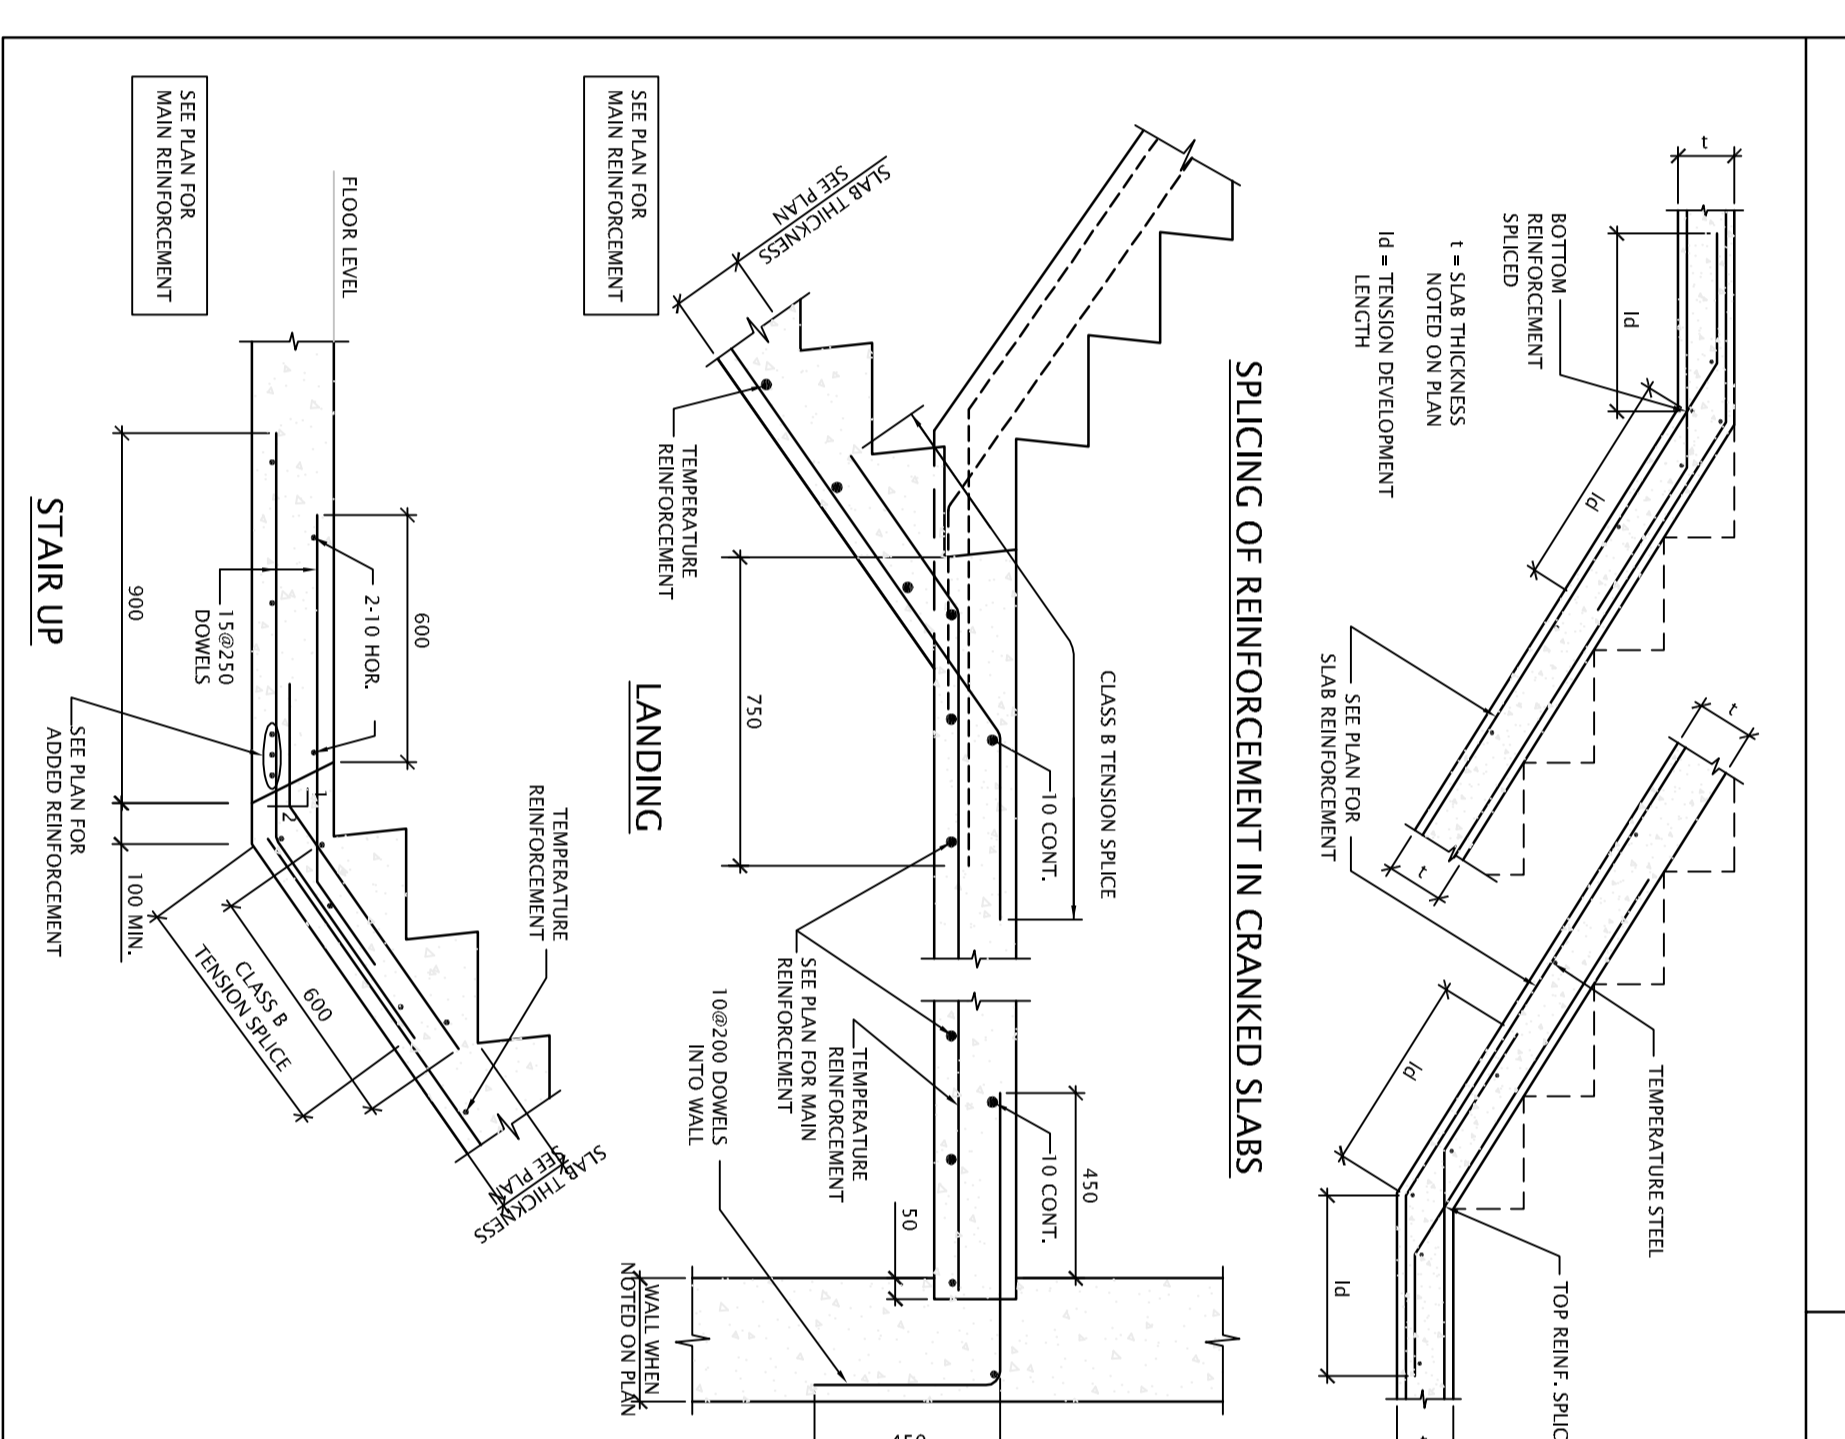 t
BOTTOM
REINFORCEMENT
SPLICED
ld
t = SLAB THICKNESS
NOTED ON PLAN
ld = TENSION DEVELOPMENT
LENGTH
ld
SEE PLAN FOR
SLAB REINFORCEMENT
t
t
TEMPERATURE STEEL
ld
TOP REINF. SPLIC
ld
SPLICING OF REINFORCEMENT IN CRANKED SLABS
SEE PLAN FOR
MAIN REINFORCEMENT
SLAB THICKNESS
SEE PLAN
TEMPERATURE
REINFORCEMENT
CLASS B TENSION SPLICE
10 CONT.
750
SEE PLAN FOR MAIN
REINFORCEMENT
TEMPERATURE
REINFORCEMENT
10@200 DOWELS
INTO WALL
450
10 CONT.
50
WALL WHEN
NOTED ON PLAN
LANDING
SEE PLAN FOR
MAIN REINFORCEMENT
FLOOR LEVEL
600
2-10 HOR.
15@250
DOWELS
900
1
2
SEE PLAN FOR
ADDED REINFORCEMENT
100 MIN.
TEMPERATURE
REINFORCEMENT
600
CLASS B
TENSION SPLICE
SLAB THICKNESS
SEE PLAN
STAIR UP